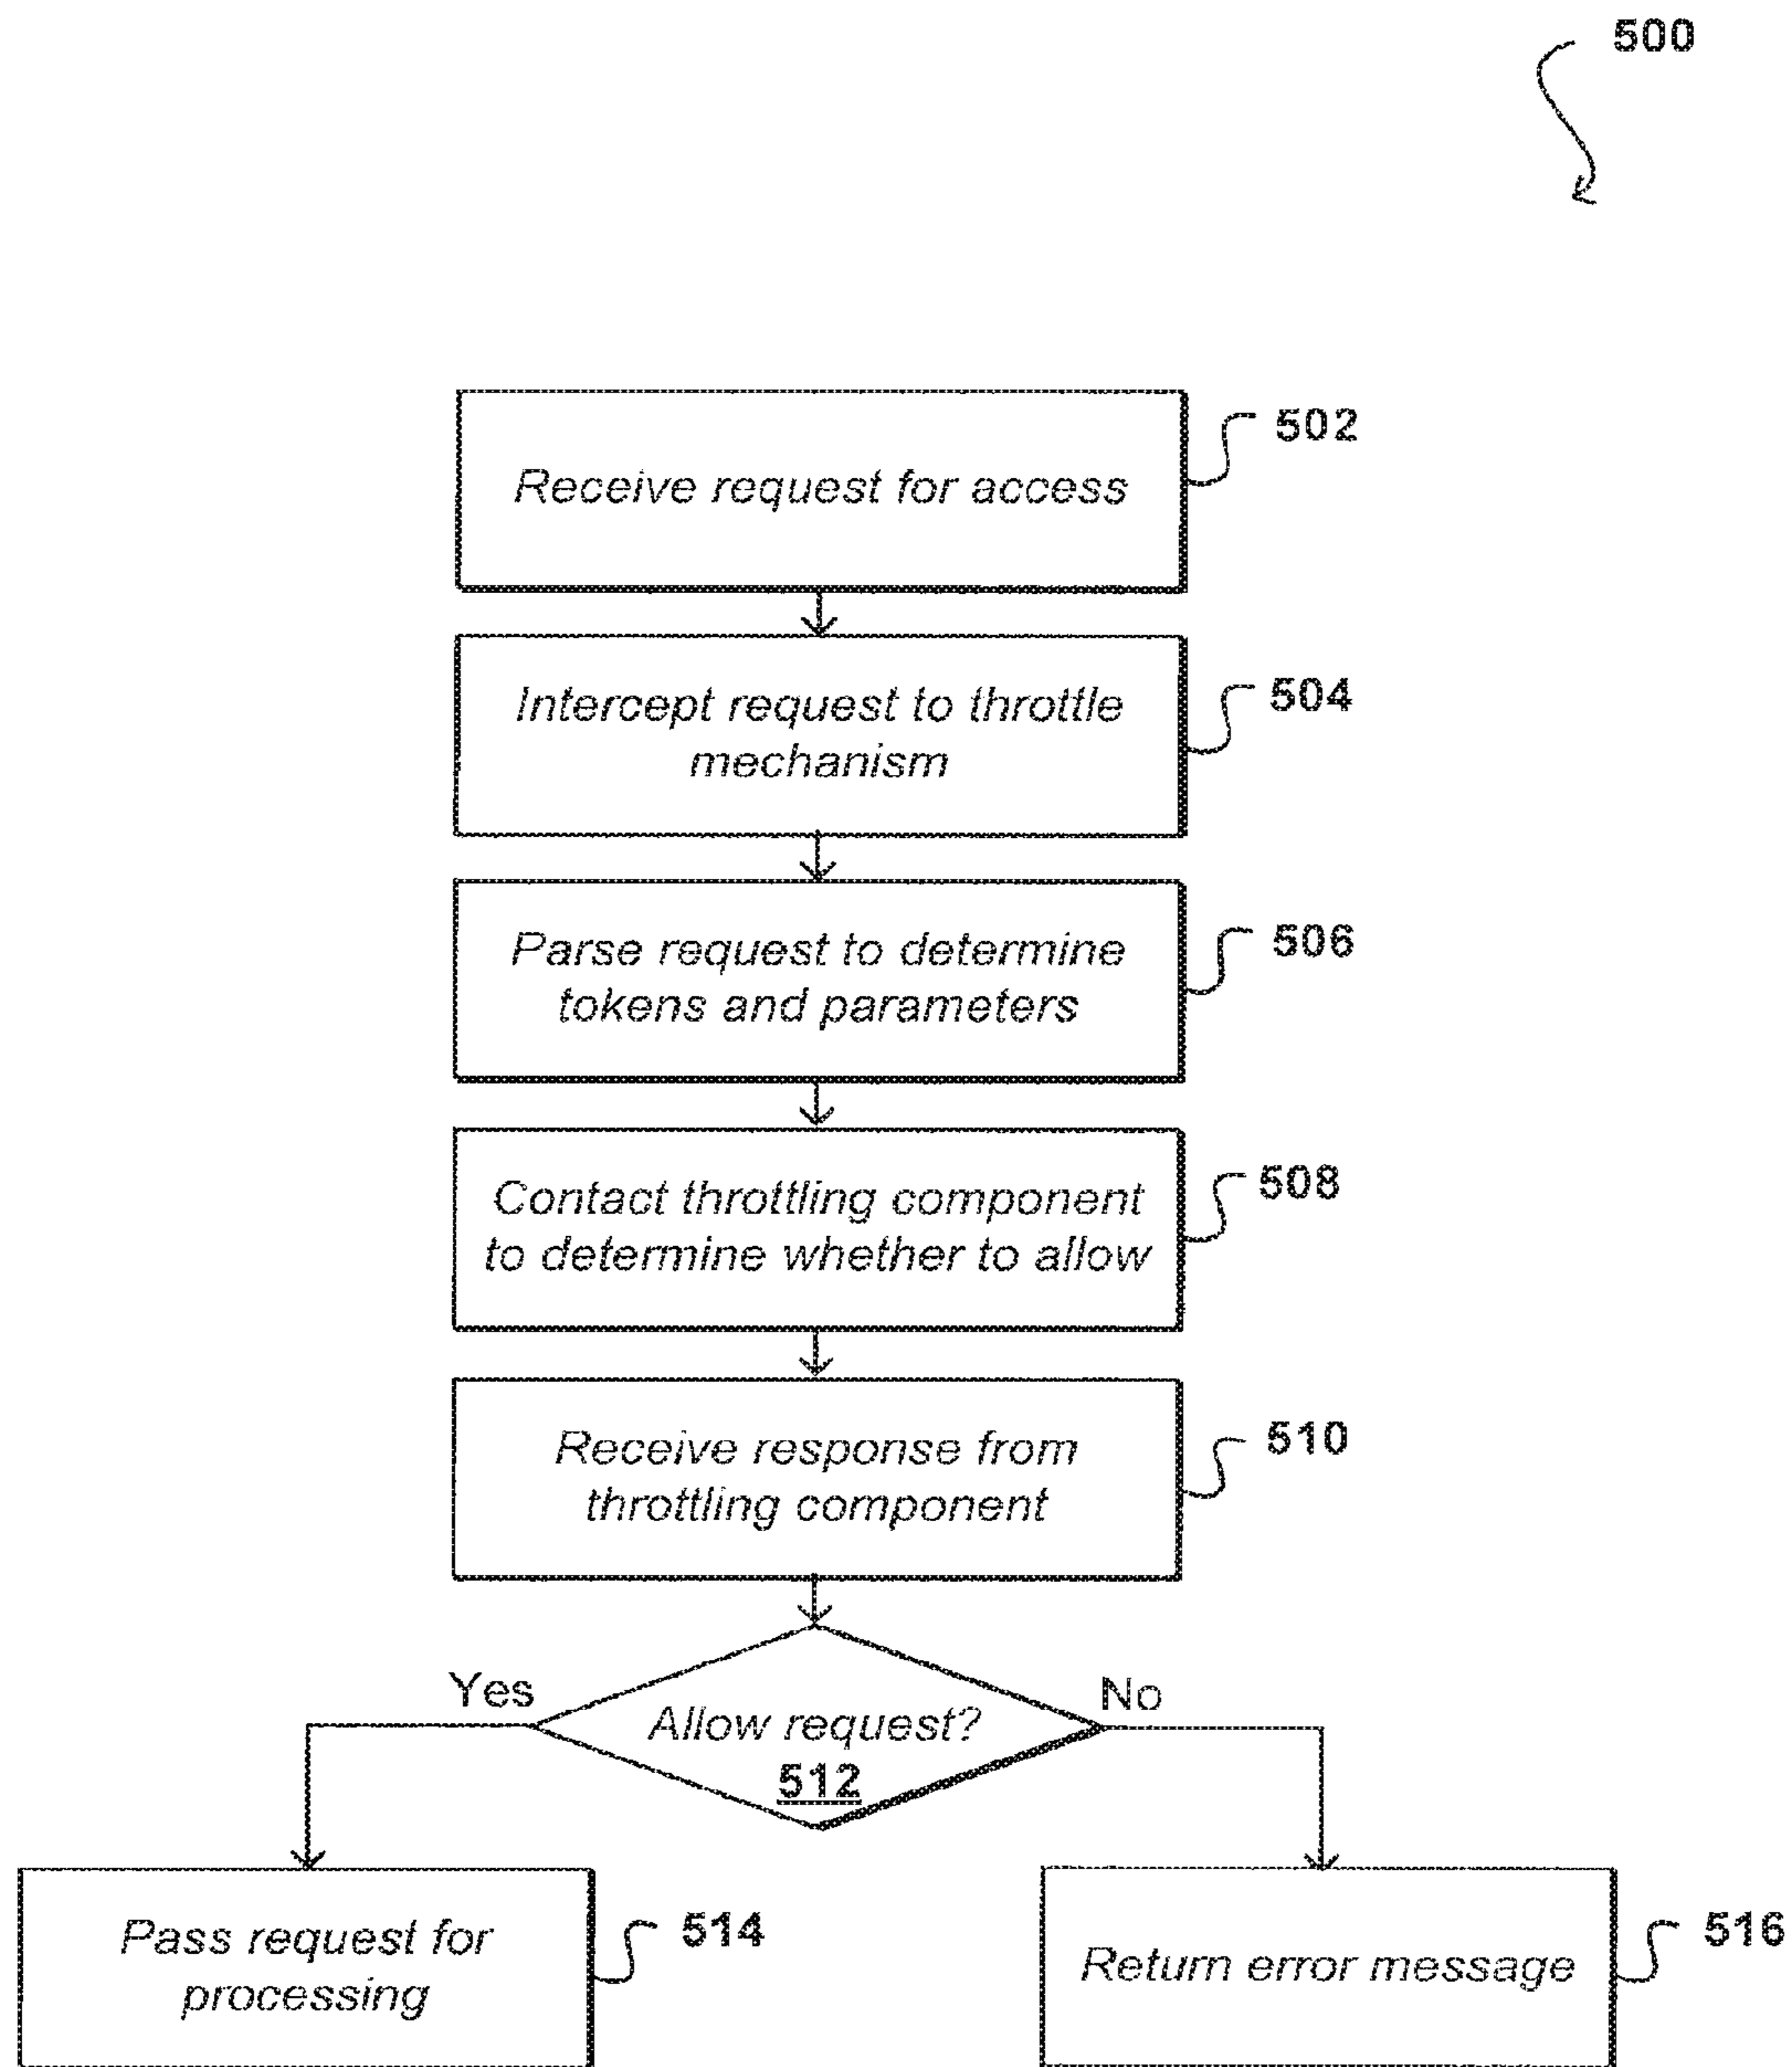 500
Receive request for access
502
Intercept request to throttle
mechanism
504
Parse request to determine
tokens and parameters
506
Contact throttling component
to determine whether to allow
508
Receive response from
throttling component
510
Yes
No
Allow request?
512
Pass request for
processing
514
Return error message
516